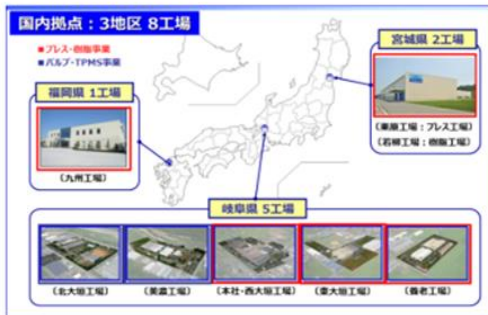 国内拠点：3地区 8工場
■プレス・樹脂事業
■バルブ・TPMS事業
福岡県 1工場
(九州工場)
宮城県 2工場
(栗原工場：プレス工場)
(若柳工場：樹脂工場)
岐阜県 5工場
(北大垣工場)
(美濃工場)
(本社・西大垣工場)
(東大垣工場)
(養老工場)